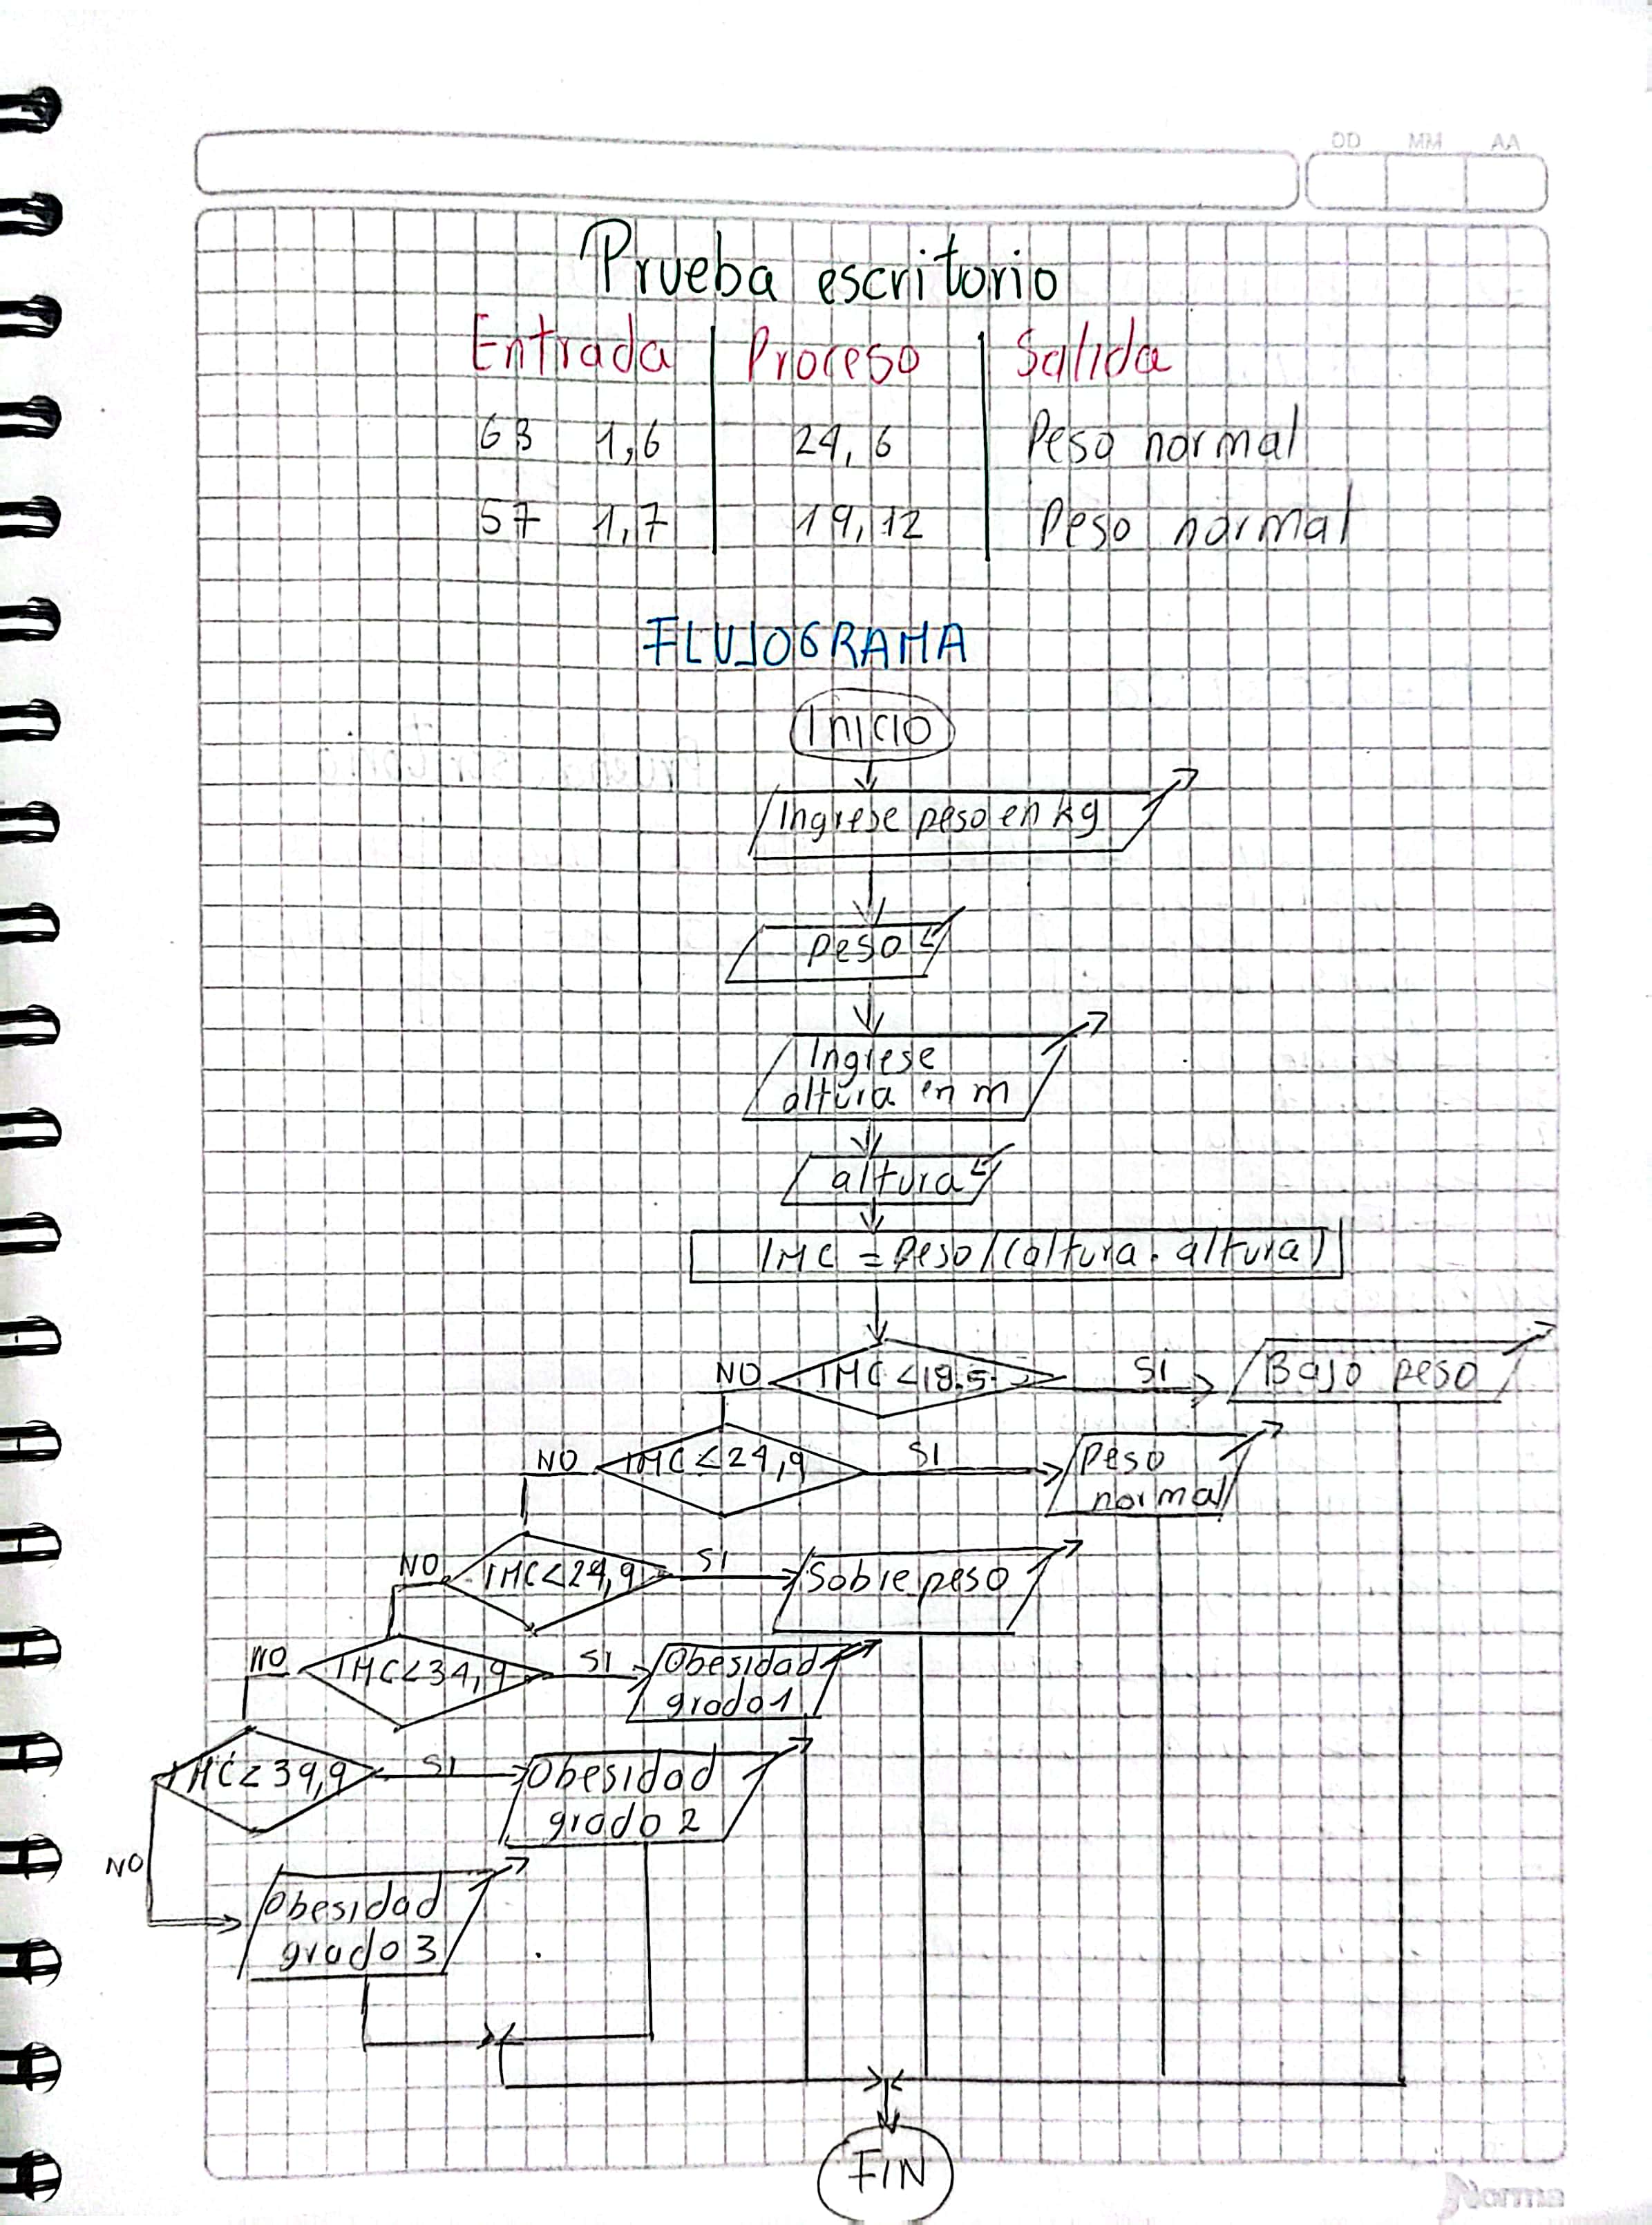 DD MM AA
Prueba escritorio
Entrada Proceso Salida
63 1,6 24,6 Peso normal
57 1,7 19,12 Peso normal
FLUJOGRAMA
Inicio
Ingrese peso en kg
peso
Ingrese
altura en m
altura
IMC = Peso/(altura . altura)
NO IMC<18.5 SI Bajo peso
NO IMC<24,9 SI Peso
normal
NO IMC<29,9 SI Sobre peso
NO IMC<34,9 SI Obesidad
grado 1
IMC<39,9 SI Obesidad
grado 2
NO
Obesidad
grado 3
FIN
Norma